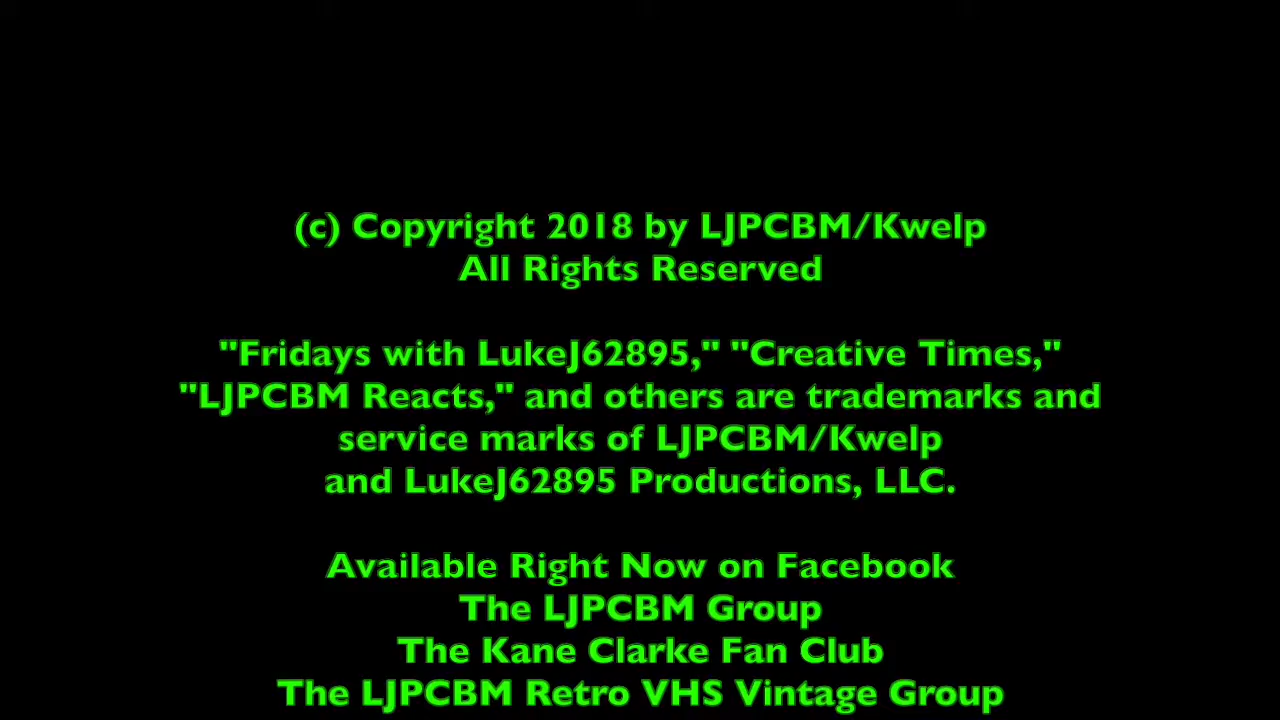 (c) Copyright 2018 by LJPCBM/Kwelp
All Rights Reserved
"Fridays with LukeJ62895," "Creative Times,"
"LJPCBM Reacts," and others are trademarks and
service marks of LJPCBM/Kwelp
and LukeJ62895 Productions, LLC.
Available Right Now on Facebook
The LJPCBM Group
The Kane Clarke Fan Club
The LJPCBM Retro VHS Vintage Group